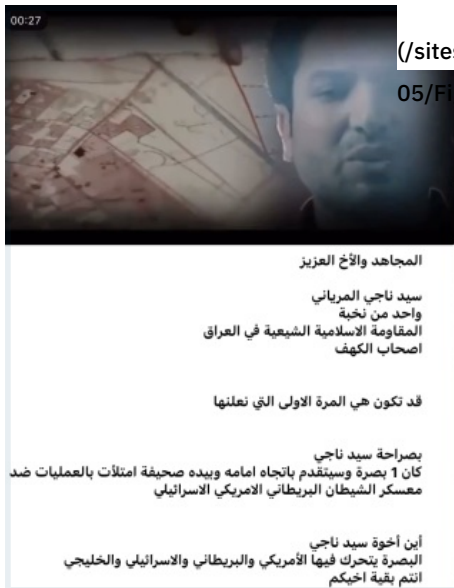 00:27
(/sites
05/Fi
المجاهد والأخ العزيز
سيد ناجي المرياني
واحد من نخبة
المقاومة الاسلامية الشيعية في العراق
اصحاب الكهف
قد تكون هي المرة الاولى التي نعلنها
بصراحة سيد ناجي
كان 1 بصرة وسيتقدم باتجاه امامه وبيده صحيفة امتلأت بالعمليات ضد
معسكر الشيطان البريطاني الامريكي الاسرائيلي
أين أخوة سيد ناجي
البصرة يتحرك فيها الأمريكي والبريطاني والاسرائيلي والخليجي
انتم بقية اخيكم